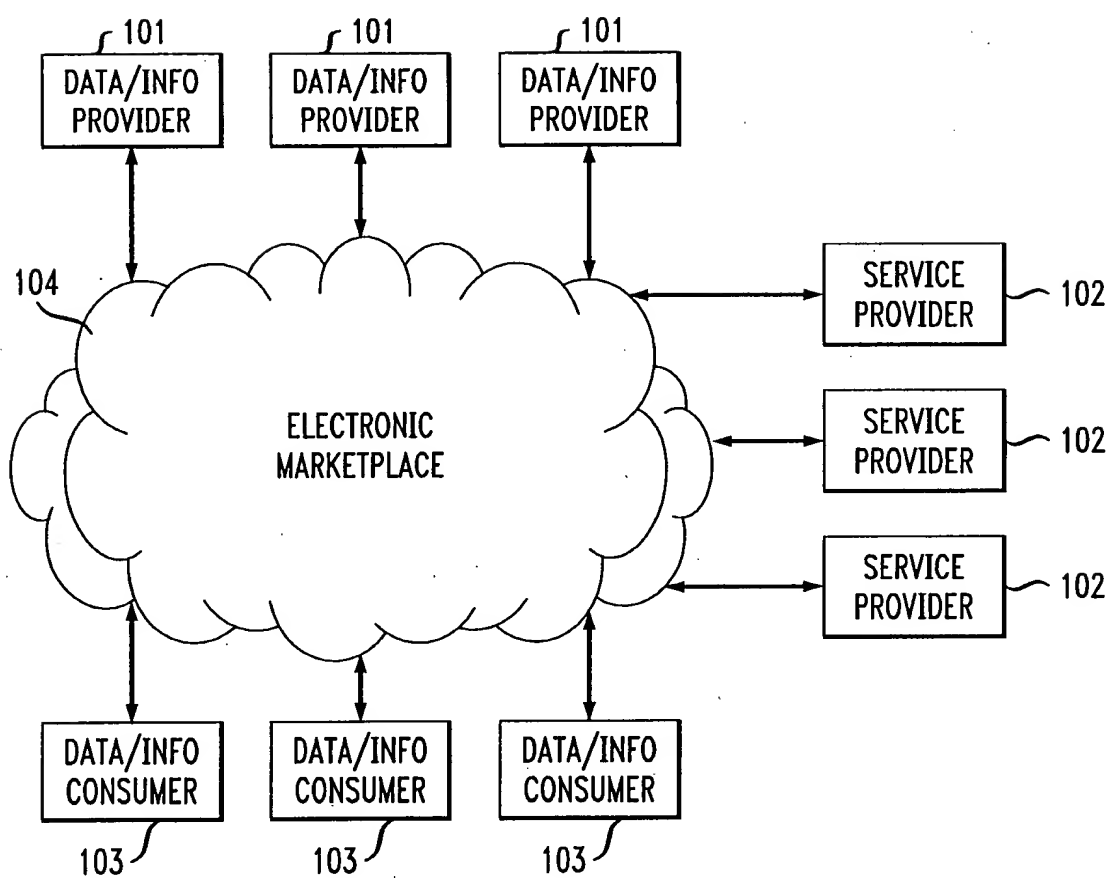 101
101
101
DATA/INFO
PROVIDER
DATA/INFO
PROVIDER
DATA/INFO
PROVIDER
104
SERVICE
PROVIDER
102
ELECTRONIC
MARKETPLACE
SERVICE
PROVIDER
102
SERVICE
PROVIDER
102
DATA/INFO
CONSUMER
DATA/INFO
CONSUMER
DATA/INFO
CONSUMER
103
103
103